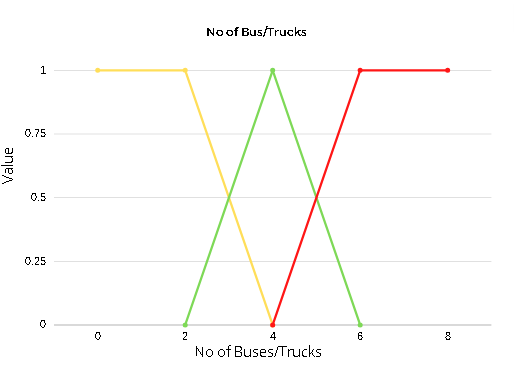 No of Bus/Trucks
1
0.75
0.5
0.25
0
0 2 4 6 8
Value
No of Buses/Trucks